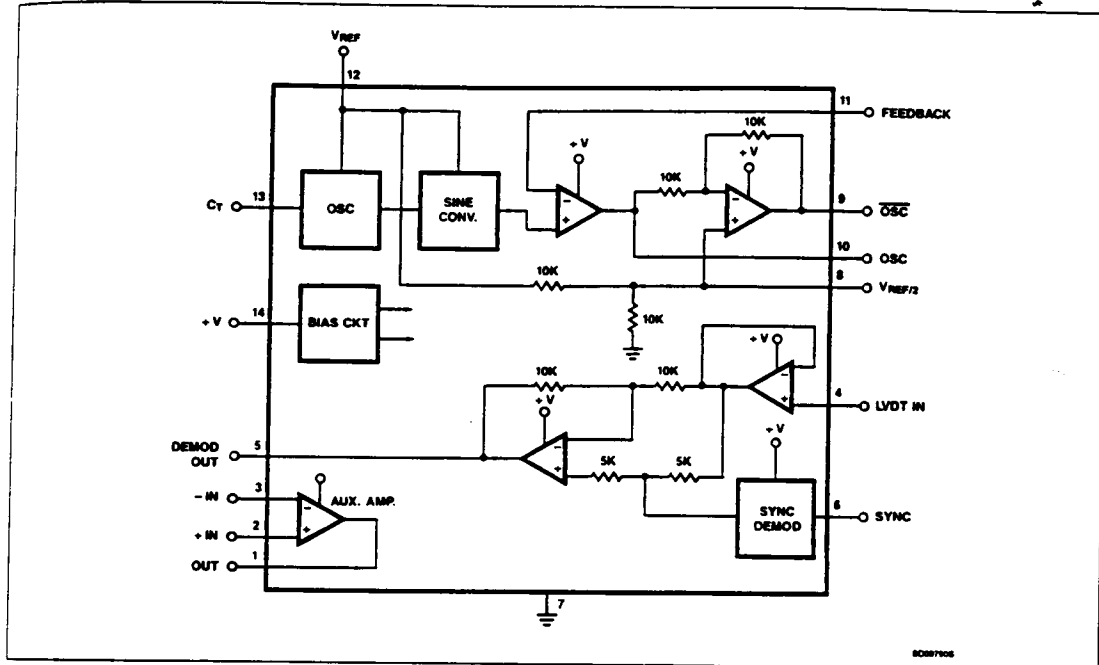 VREF
12
11
FEEDBACK
10K
+ V
+ V
10K
13
CT
OSC
SINE
CONV.
9
OSC
10
OSC
8
10K
VREF/2
14
+ V
BIAS CKT
10K
+ V
10K
10K
4
LVDT IN
+ V
+ V
DEMOD
OUT
5
5K
5K
3
− IN
AUX. AMP.
SYNC
DEMOD
6
SYNC
2
+ IN
1
OUT
7